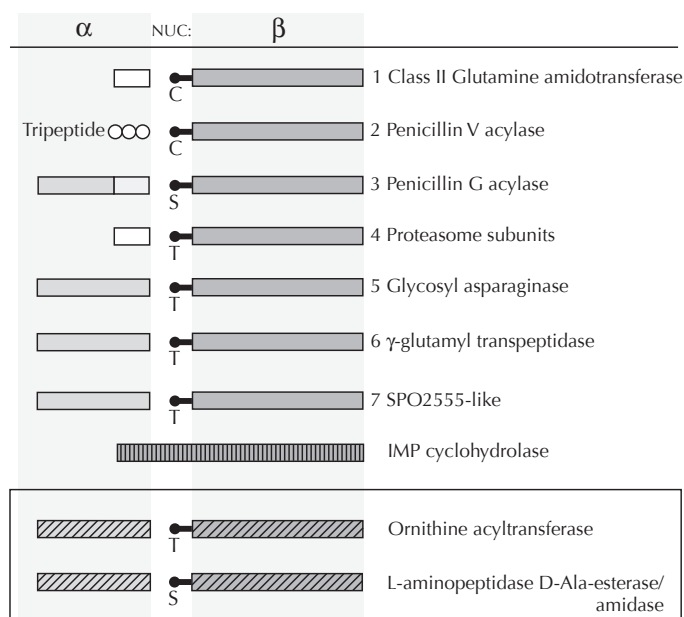 α NUC: β
1 Class II Glutamine amidotransferase
C
Tripeptide 2 Penicillin V acylase
C
3 Penicillin G acylase
S
4 Proteasome subunits
T
5 Glycosyl asparaginase
T
6 γ-glutamyl transpeptidase
T
7 SPO2555-like
T
IMP cyclohydrolase
Ornithine acyltransferase
T
L-aminopeptidase D-Ala-esterase/
S amidase